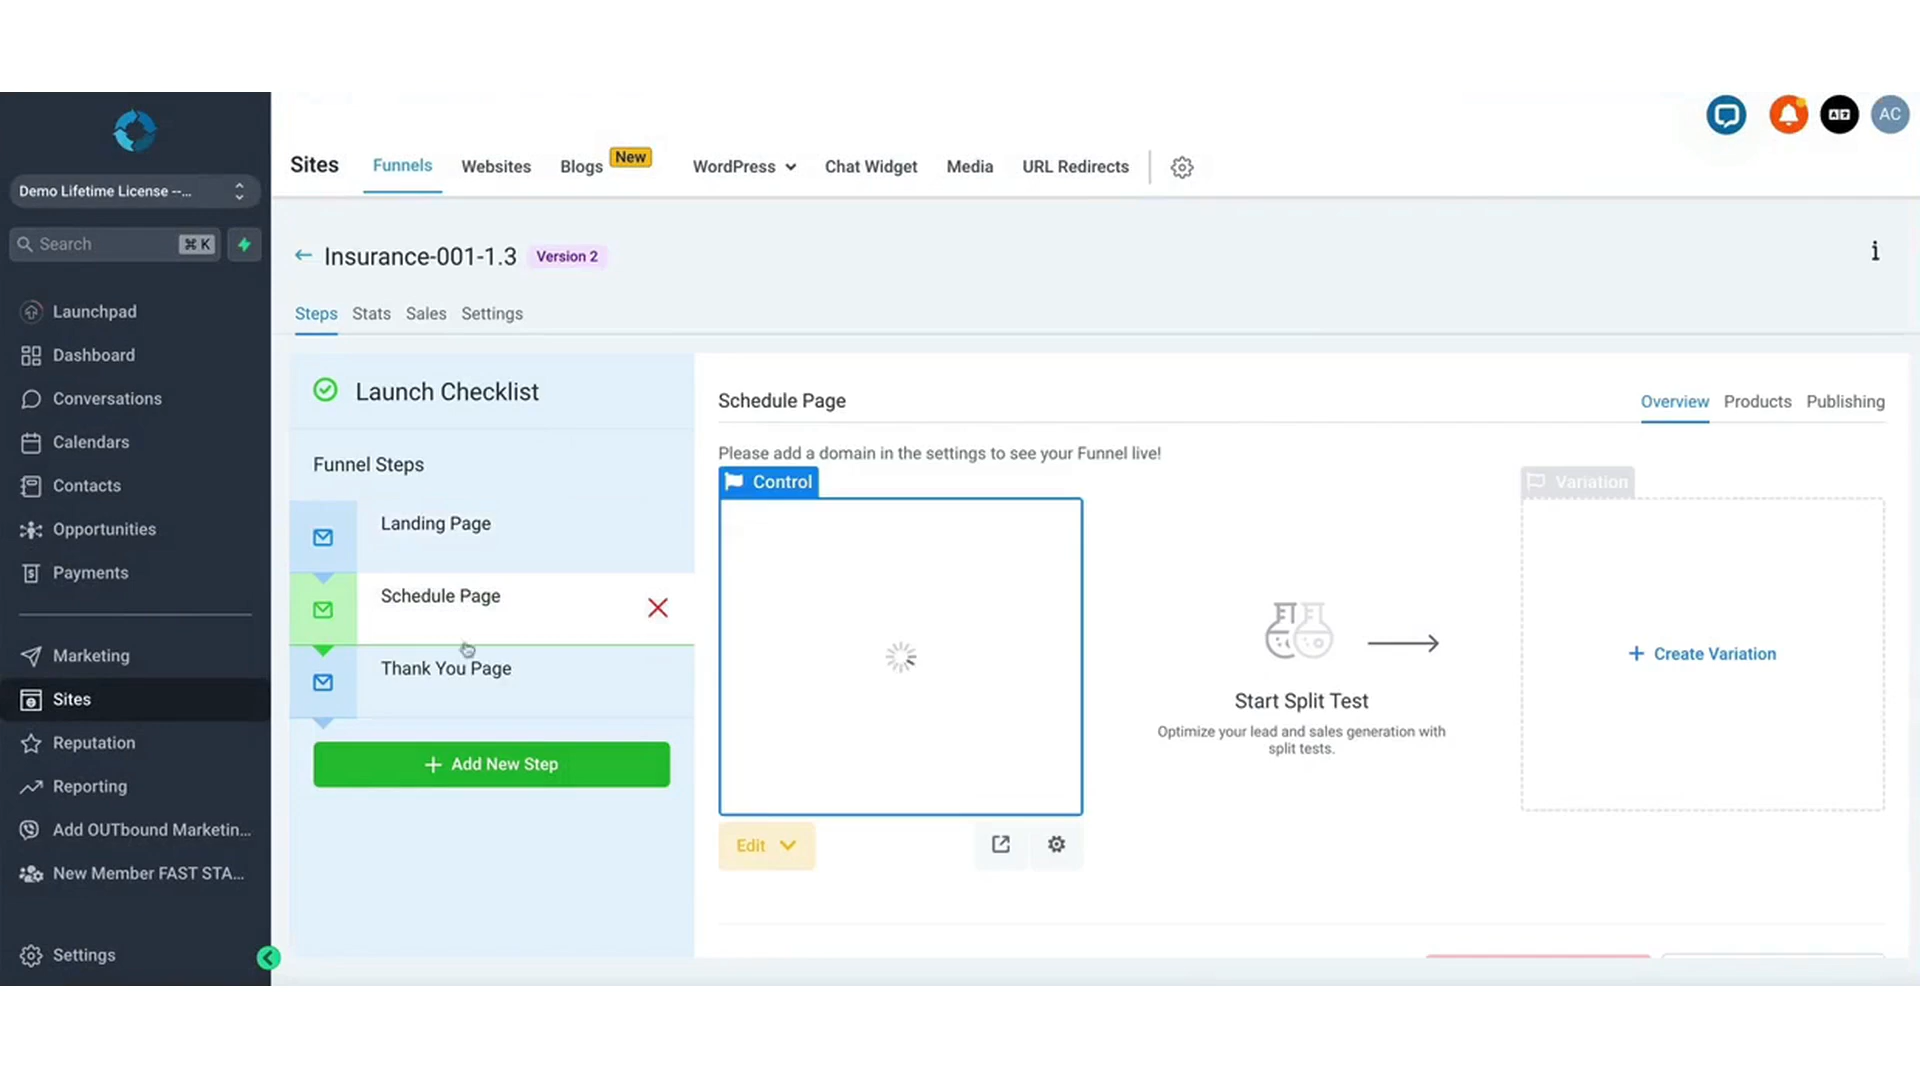 AC
Sites
Funnels
Websites
Blogs
New
WordPress
Chat Widget
Media
URL Redirects
Demo Lifetime License --...
Search
⌘ K
Launchpad
Dashboard
Conversations
Calendars
Contacts
Opportunities
Payments
Marketing
Sites
Reputation
Reporting
Add OUTbound Marketin...
New Member FAST STA...
Settings
Insurance-001-1.3
Version 2
i
Steps
Stats
Sales
Settings
Launch Checklist
Funnel Steps
Landing Page
Schedule Page
Thank You Page
+ Add New Step
Schedule Page
Overview
Products
Publishing
Please add a domain in the settings to see your Funnel live!
Control
Variation
Start Split Test
Optimize your lead and sales generation with
split tests.
+ Create Variation
Edit